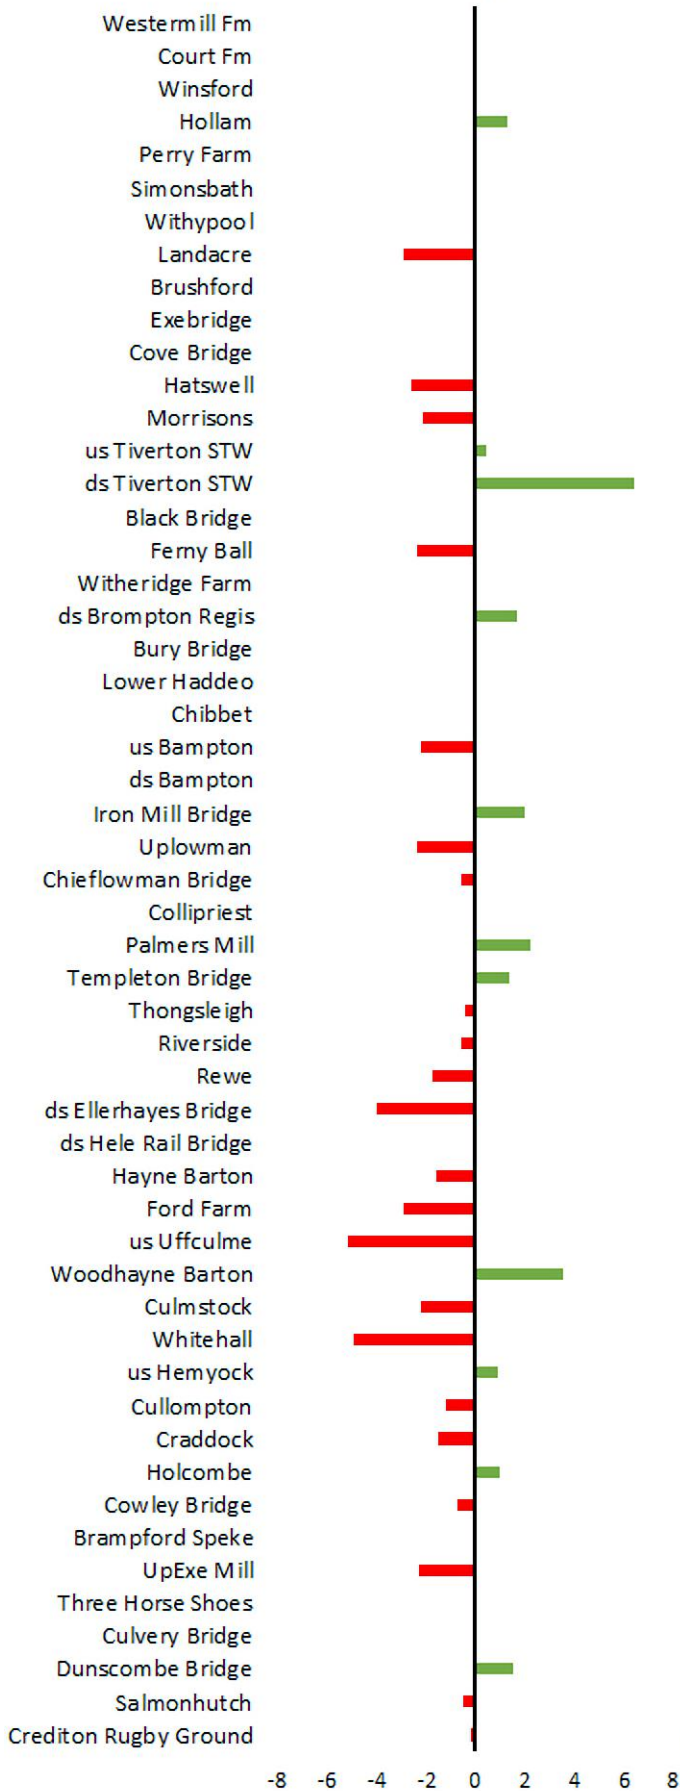 Westermill Fm
Court Fm
Winsford
Hollam
Perry Farm
Simonsbath
Withypool
Landacre
Brushford
Exebridge
Cove Bridge
Hatswell
Morrisons
us Tiverton STW
ds Tiverton STW
Black Bridge
Ferny Ball
Witheridge Farm
ds Brompton Regis
Bury Bridge
Lower Haddeo
Chibbet
us Bampton
ds Bampton
Iron Mill Bridge
Uplowman
Chieflowman Bridge
Collipriest
Palmers Mill
Templeton Bridge
Thongsleigh
Riverside
Rewe
ds Ellerhayes Bridge
ds Hele Rail Bridge
Hayne Barton
Ford Farm
us Uffculme
Woodhayne Barton
Culmstock
Whitehall
us Hemyock
Cullompton
Craddock
Holcombe
Cowley Bridge
Brampford Speke
UpExe Mill
Three Horse Shoes
Culvery Bridge
Dunscombe Bridge
Salmonhutch
Crediton Rugby Ground
-8 -6 -4 -2 0 2 4 6 8